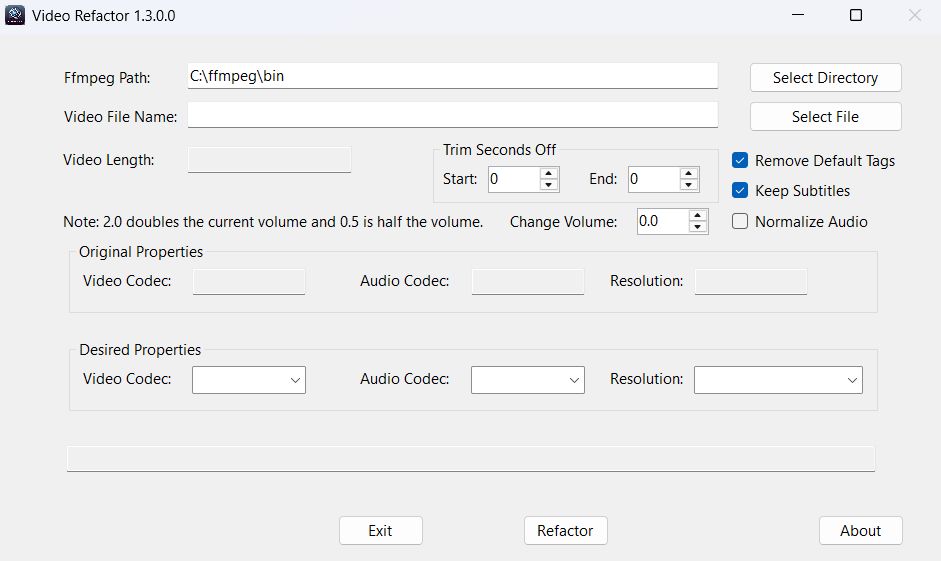 Video Refactor 1.3.0.0
Ffmpeg Path: C:\ffmpeg\bin Select Directory
Video File Name: Select File
Video Length:
Trim Seconds Off
Start: 0 End: 0
Remove Default Tags
Keep Subtitles
Note: 2.0 doubles the current volume and 0.5 is half the volume. Change Volume: 0.0 Normalize Audio
Original Properties
Video Codec: Audio Codec: Resolution:
Desired Properties
Video Codec: Audio Codec: Resolution:
Exit Refactor About